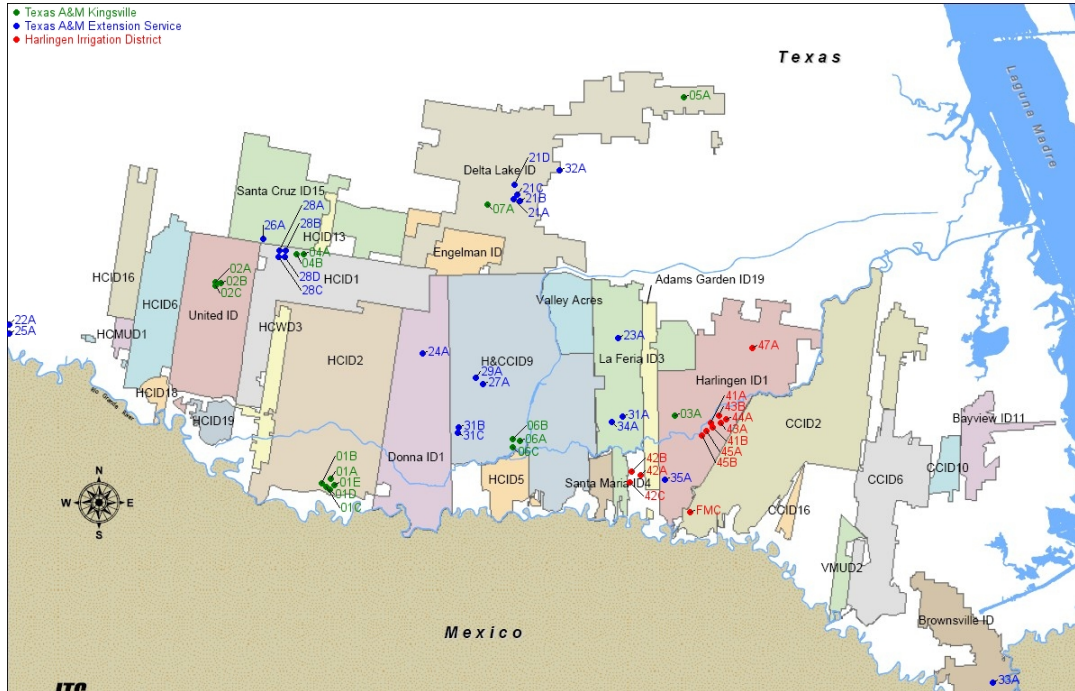 Texas A&M Kingsville
Texas A&M Extension Service
Harlingen Irrigation District
Texas
Laguna Madre
05A
21D
32A
Delta Lake ID
21C
21B
21A
07A
Santa Cruz ID15
28A
28B
26A
HCID13
04A
04B
28D
28C
HCID1
Engelman ID
HCID16
HCID6
02A
02B
02C
United ID
HCWD3
Adams Garden ID19
Valley Acres
22A
25A
HCMUD1
HCID2
24A
H&CCID9
29A
27A
23A
La Feria ID3
47A
Harlingen ID1
HCID18
Rio Grande River
HCID19
31B
31C
06B
06A
06C
31A
34A
03A
41A
43B
44A
43A
41B
45A
45B
CCID2
Bayview ID11
Donna ID1
01B
01A
01E
01D
01C
HCID5
Santa Maria ID4
42B
42A
42C
35A
FMC
CCID16
CCID6
CCID10
N
W
E
S
VMUD2
Brownsville ID
Mexico
33A
ITC